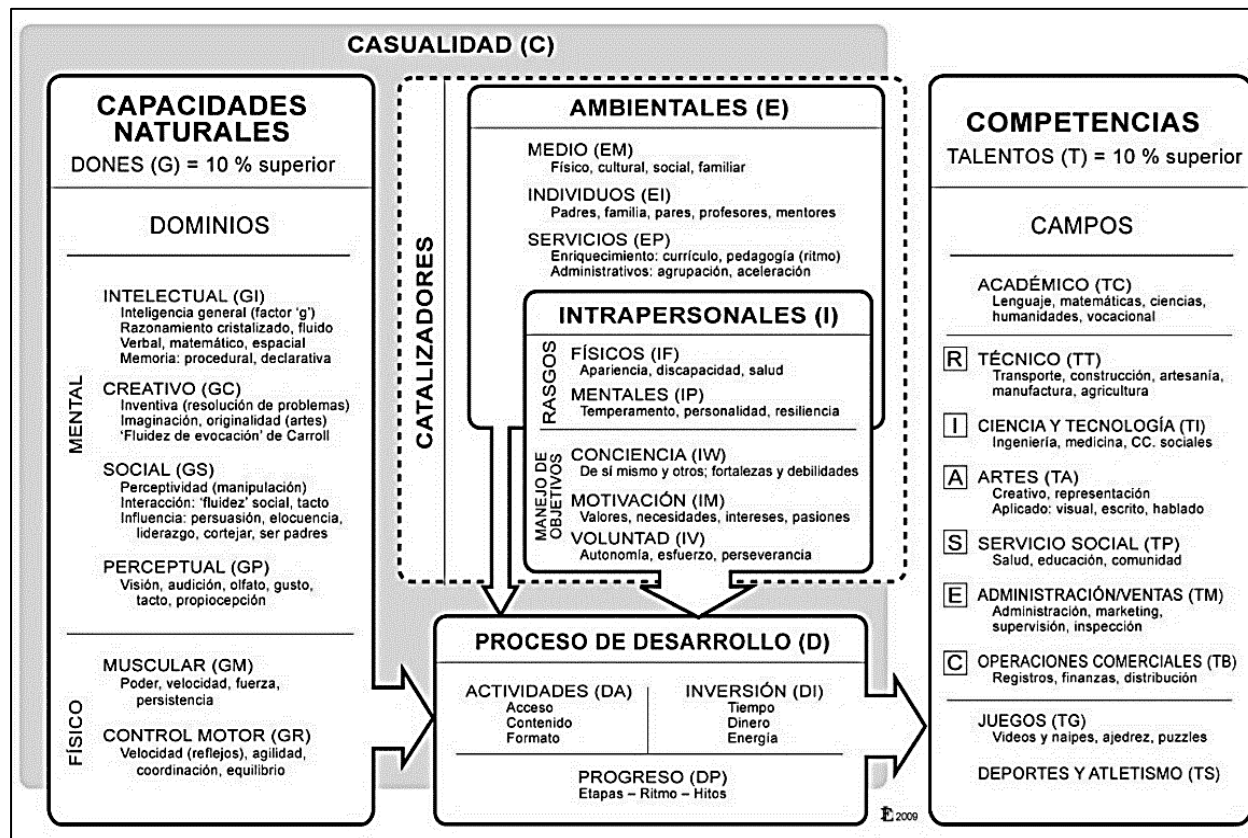 CASUALIDAD (C)
CAPACIDADES
NATURALES
DONES (G) = 10 % superior
DOMINIOS
MENTAL
INTELECTUAL (GI)
Inteligencia general (factor ‘g’)
Razonamiento cristalizado, fluido
Verbal, matemático, espacial
Memoria: procedural, declarativa
CREATIVO (GC)
Inventiva (resolución de problemas)
Imaginación, originalidad (artes)
‘Fluidez de evocación’ de Carroll
SOCIAL (GS)
Perceptividad (manipulación)
Interacción: ‘fluidez’ social, tacto
Influencia: persuasión, elocuencia,
liderazgo, cortejar, ser padres
PERCEPTUAL (GP)
Visión, audición, olfato, gusto,
tacto, propiocepción
FÍSICO
MUSCULAR (GM)
Poder, velocidad, fuerza,
persistencia
CONTROL MOTOR (GR)
Velocidad (reflejos), agilidad,
coordinación, equilibrio
CATALIZADORES
AMBIENTALES (E)
MEDIO (EM)
Físico, cultural, social, familiar
INDIVIDUOS (EI)
Padres, familia, pares, profesores, mentores
SERVICIOS (EP)
Enriquecimiento: currículo, pedagogía (ritmo)
Administrativos: agrupación, aceleración
INTRAPERSONALES (I)
RASGOS
FÍSICOS (IF)
Apariencia, discapacidad, salud
MENTALES (IP)
Temperamento, personalidad, resiliencia
MANEJO DE
OBJETIVOS
CONCIENCIA (IW)
De sí mismo y otros; fortalezas y debilidades
MOTIVACIÓN (IM)
Valores, necesidades, intereses, pasiones
VOLUNTAD (IV)
Autonomía, esfuerzo, perseverancia
PROCESO DE DESARROLLO (D)
ACTIVIDADES (DA)
Acceso
Contenido
Formato
INVERSIÓN (DI)
Tiempo
Dinero
Energía
PROGRESO (DP)
Etapas – Ritmo – Hitos
2009
COMPETENCIAS
TALENTOS (T) = 10 % superior
CAMPOS
ACADÉMICO (TC)
Lenguaje, matemáticas, ciencias,
humanidades, vocacional
R TÉCNICO (TT)
Transporte, construcción, artesanía,
manufactura, agricultura
I CIENCIA Y TECNOLOGÍA (TI)
Ingeniería, medicina, CC. sociales
A ARTES (TA)
Creativo, representación
Aplicado: visual, escrito, hablado
S SERVICIO SOCIAL (TP)
Salud, educación, comunidad
E ADMINISTRACIÓN/VENTAS (TM)
Administración, marketing,
supervisión, inspección
C OPERACIONES COMERCIALES (TB)
Registros, finanzas, distribución
JUEGOS (TG)
Videos y naipes, ajedrez, puzzles
DEPORTES Y ATLETISMO (TS)